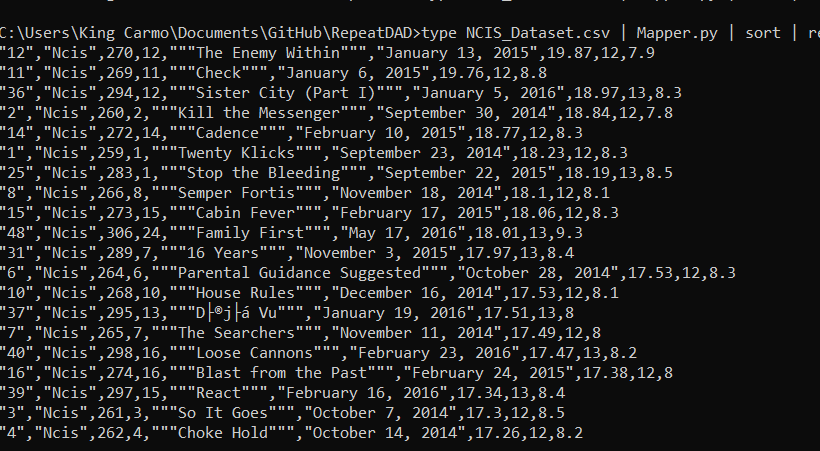 C:\Users\King Carmo\Documents\GitHub\RepeatDAD>type NCIS_Dataset.csv | Mapper.py | sort | re
"12","Ncis",270,12,"""The Enemy Within""","January 13, 2015",19.87,12,7.9
"11","Ncis",269,11,"""Check""","January 6, 2015",19.76,12,8.8
"36","Ncis",294,12,"""Sister City (Part I)""","January 5, 2016",18.97,13,8.3
"2","Ncis",260,2,"""Kill the Messenger""","September 30, 2014",18.84,12,7.8
"14","Ncis",272,14,"""Cadence""","February 10, 2015",18.77,12,8.3
"1","Ncis",259,1,"""Twenty Klicks""","September 23, 2014",18.23,12,8.3
"25","Ncis",283,1,"""Stop the Bleeding""","September 22, 2015",18.19,13,8.5
"8","Ncis",266,8,"""Semper Fortis""","November 18, 2014",18.1,12,8.1
"15","Ncis",273,15,"""Cabin Fever""","February 17, 2015",18.06,12,8.3
"48","Ncis",306,24,"""Family First""","May 17, 2016",18.01,13,9.3
"31","Ncis",289,7,"""16 Years""","November 3, 2015",17.97,13,8.4
"6","Ncis",264,6,"""Parental Guidance Suggested""","October 28, 2014",17.53,12,8.3
"10","Ncis",268,10,"""House Rules""","December 16, 2014",17.53,12,8.1
"37","Ncis",295,13,"""D├®j├á Vu""","January 19, 2016",17.51,13,8
"7","Ncis",265,7,"""The Searchers""","November 11, 2014",17.49,12,8
"40","Ncis",298,16,"""Loose Cannons""","February 23, 2016",17.47,13,8.2
"16","Ncis",274,16,"""Blast from the Past""","February 24, 2015",17.38,12,8
"39","Ncis",297,15,"""React""","February 16, 2016",17.34,13,8.4
"3","Ncis",261,3,"""So It Goes""","October 7, 2014",17.3,12,8.5
"4","Ncis",262,4,"""Choke Hold""","October 14, 2014",17.26,12,8.2